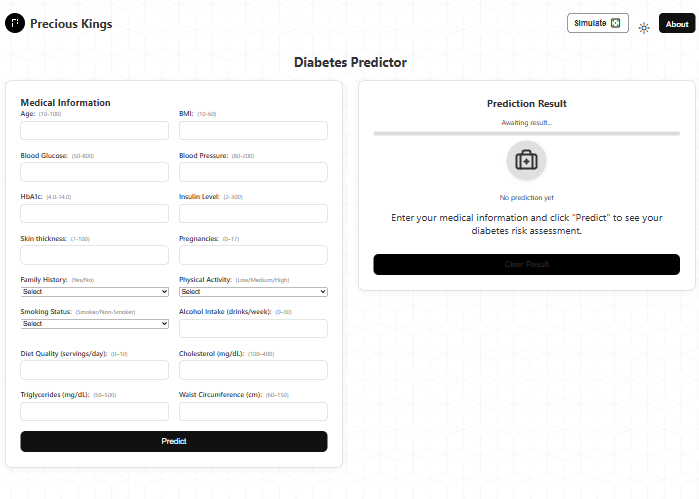 Precious Kings
Simulate
About
Diabetes Predictor
Medical Information
Age: (10-100)
BMI: (10-60)
Blood Glucose: (50-800)
Blood Pressure: (80-200)
HbA1c: (4.0-14.0)
Insulin Level: (2-300)
Skin thickness: (7-100)
Pregnancies: (0-17)
Family History: (Yes/No)
Select
Physical Activity: (Low/Medium/High)
Select
Smoking Status: (Smoker/Non-Smoker)
Select
Alcohol Intake (drinks/week): (0-30)
Diet Quality (servings/day): (0-10)
Cholesterol (mg/dL): (100-400)
Triglycerides (mg/dL): (50-500)
Waist Circumference (cm): (60-150)
Predict
Prediction Result
Awaiting result...
No prediction yet
Enter your medical information and click "Predict" to see your
diabetes risk assessment.
Clear Result